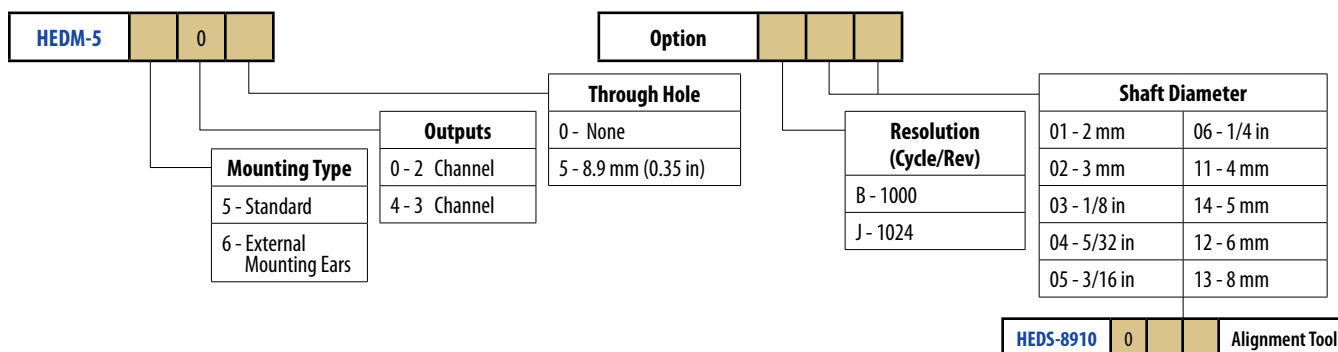 HEDM-5 0
Option
Through Hole
0 - None
5 - 8.9 mm (0.35 in)
Outputs
0 - 2 Channel
4 - 3 Channel
Mounting Type
5 - Standard
6 - External
Mounting Ears
Resolution
(Cycle/Rev)
B - 1000
J - 1024
Shaft Diameter
01 - 2 mm 06 - 1/4 in
02 - 3 mm 11 - 4 mm
03 - 1/8 in 14 - 5 mm
04 - 5/32 in 12 - 6 mm
05 - 3/16 in 13 - 8 mm
HEDS-8910 0 Alignment Tool